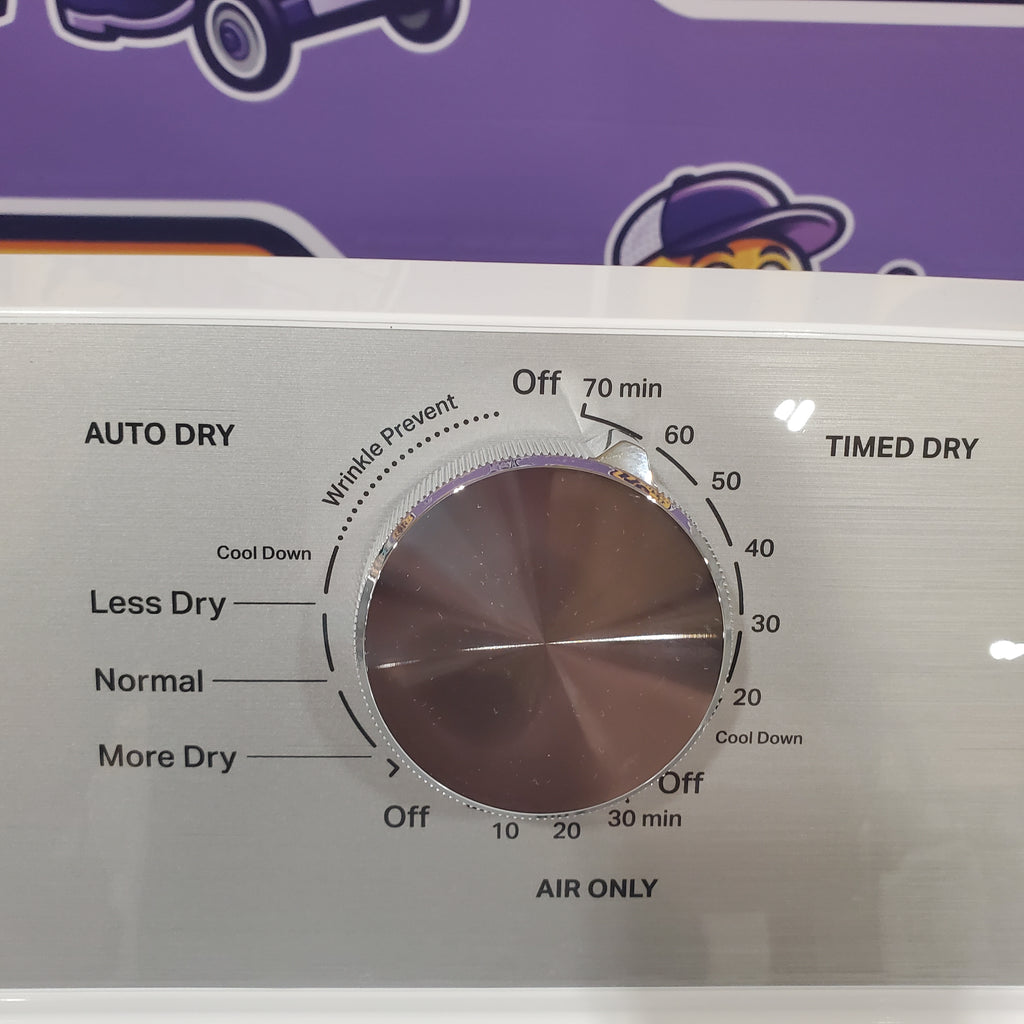 Off 70 min
Wrinkle Prevent
AUTO DRY
60
TIMED DRY
50
Cool Down
40
Less Dry
30
Normal
20
Cool Down
More Dry
Off
Off
10
20
30 min
AIR ONLY